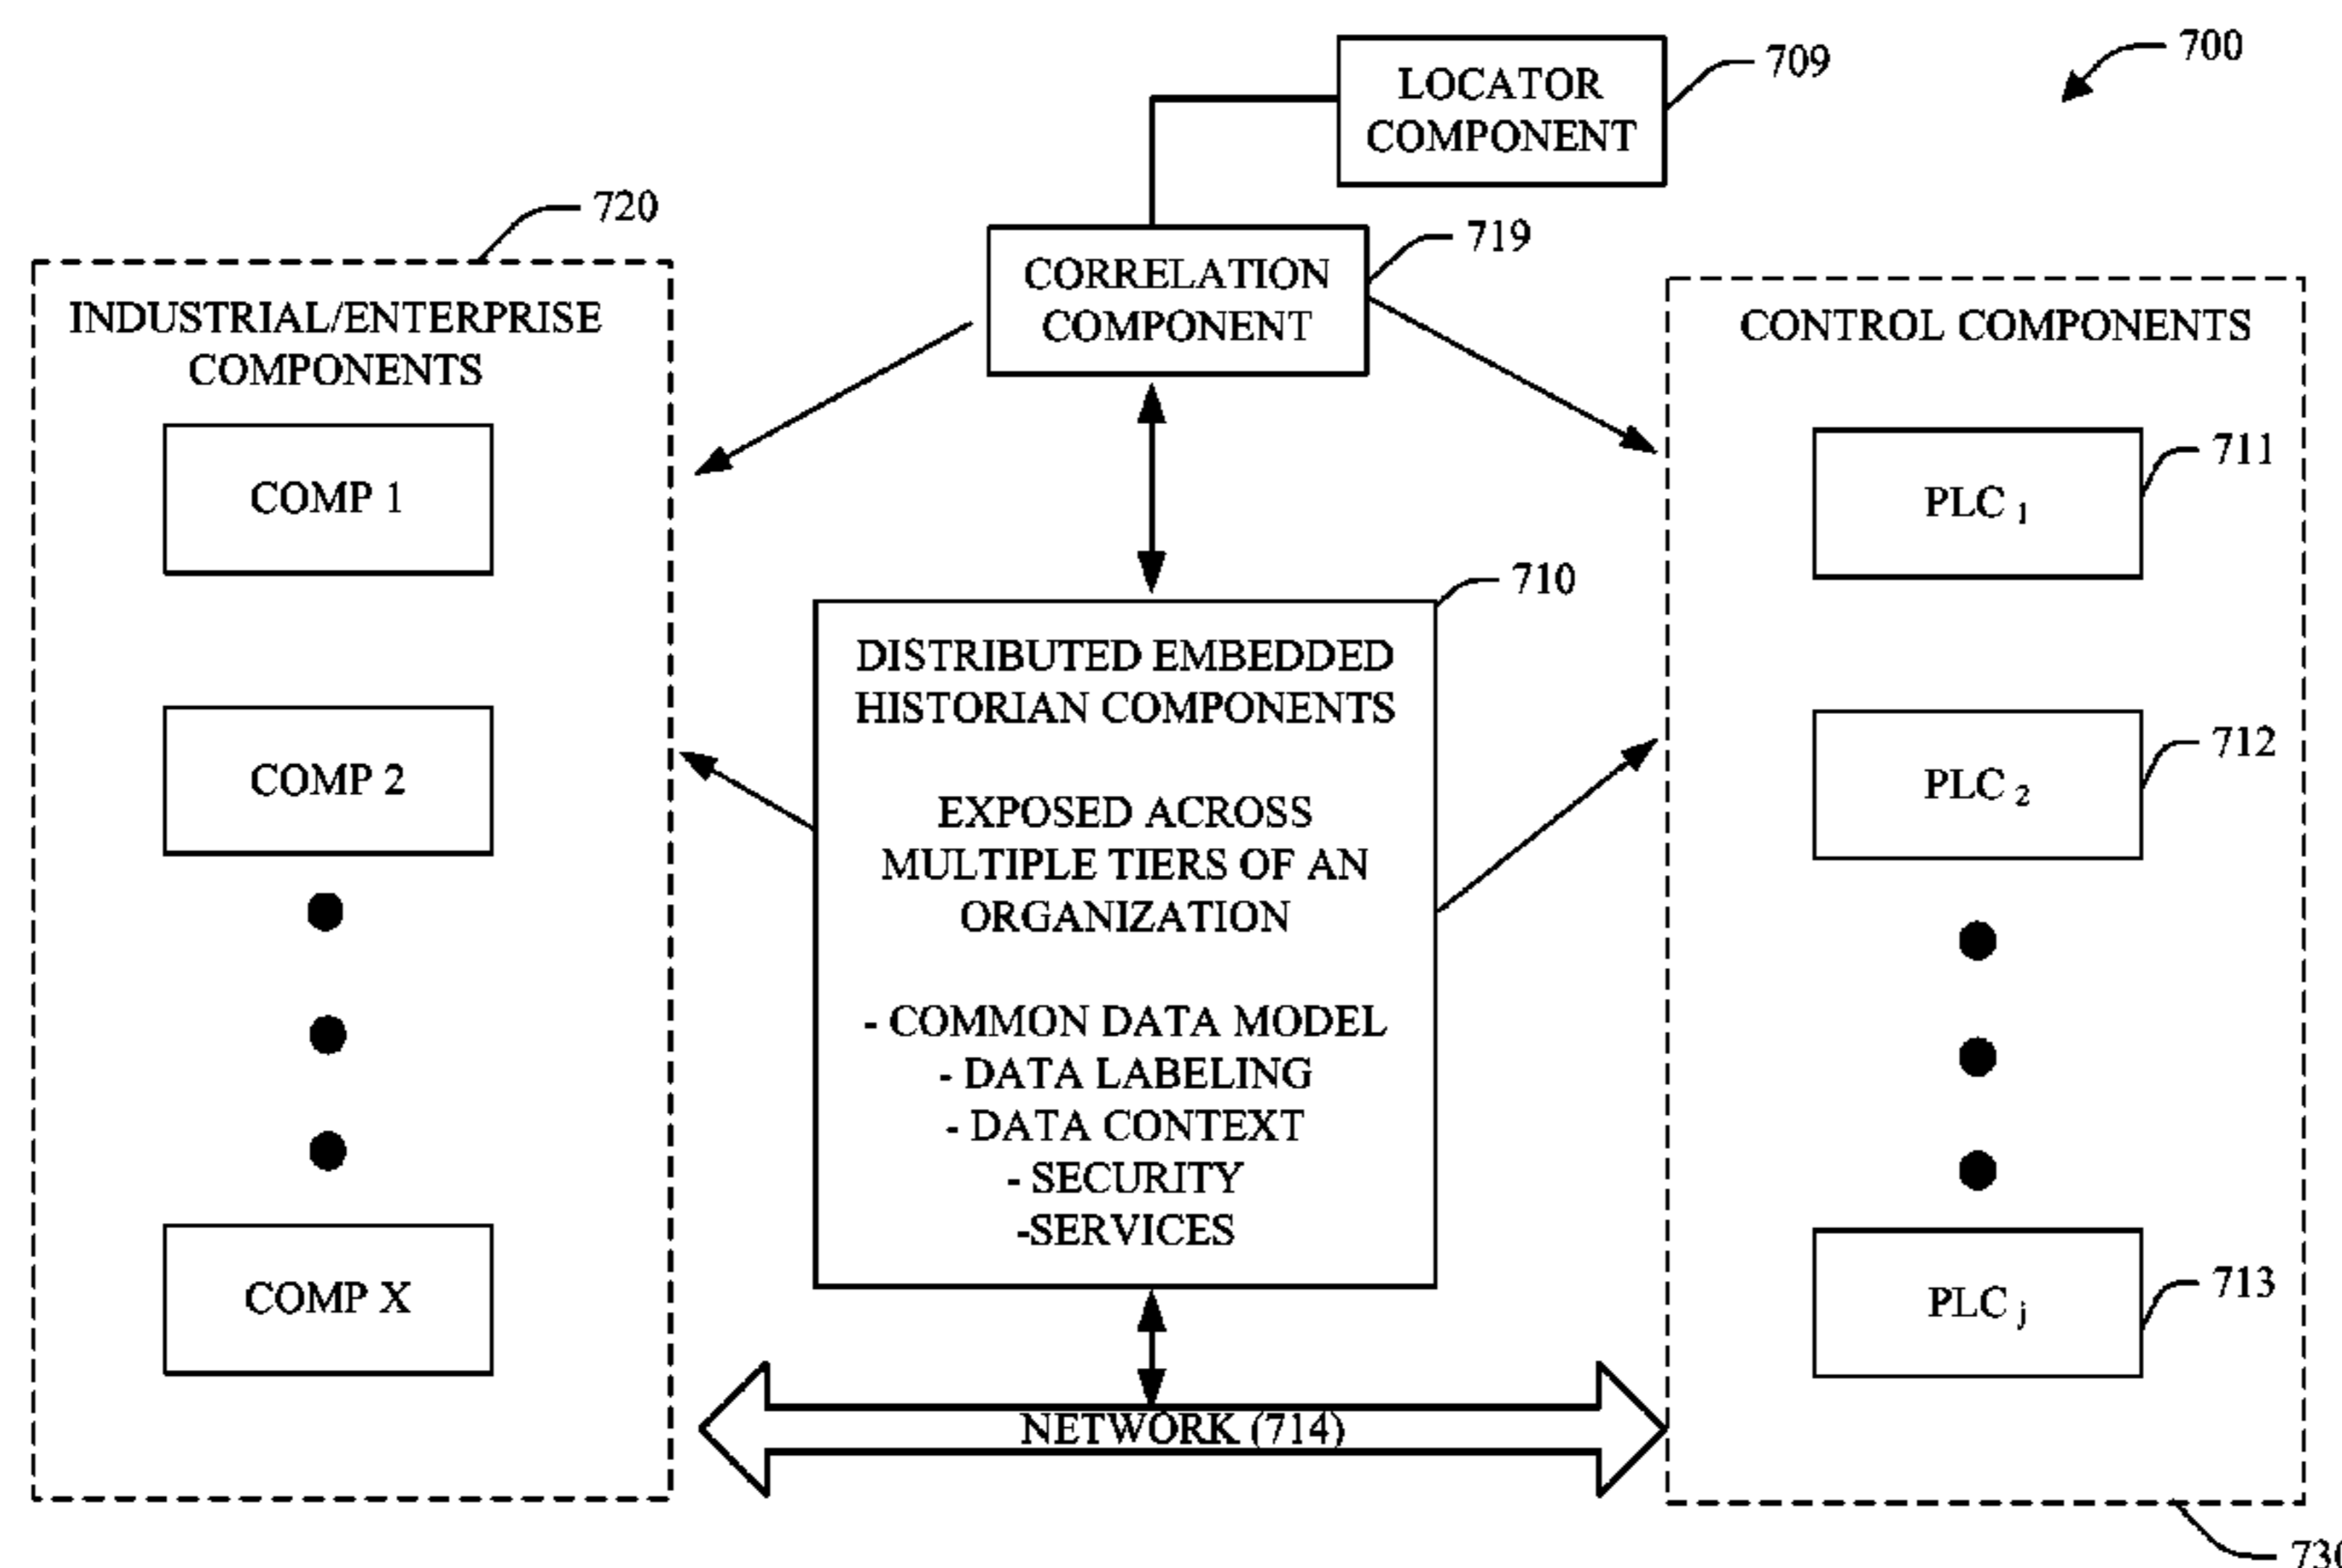 700
LOCATOR
COMPONENT
709
720
CORRELATION
COMPONENT
719
INDUSTRIAL/ENTERPRISE
COMPONENTS
COMP 1
COMP 2
COMP X
710
DISTRIBUTED EMBEDDED
HISTORIAN COMPONENTS
EXPOSED ACROSS
MULTIPLE TIERS OF AN
ORGANIZATION
- COMMON DATA MODEL
- DATA LABELING
- DATA CONTEXT
- SECURITY
-SERVICES
NETWORK (714)
CONTROL COMPONENTS
PLC 1
711
PLC 2
712
PLC j
713
730